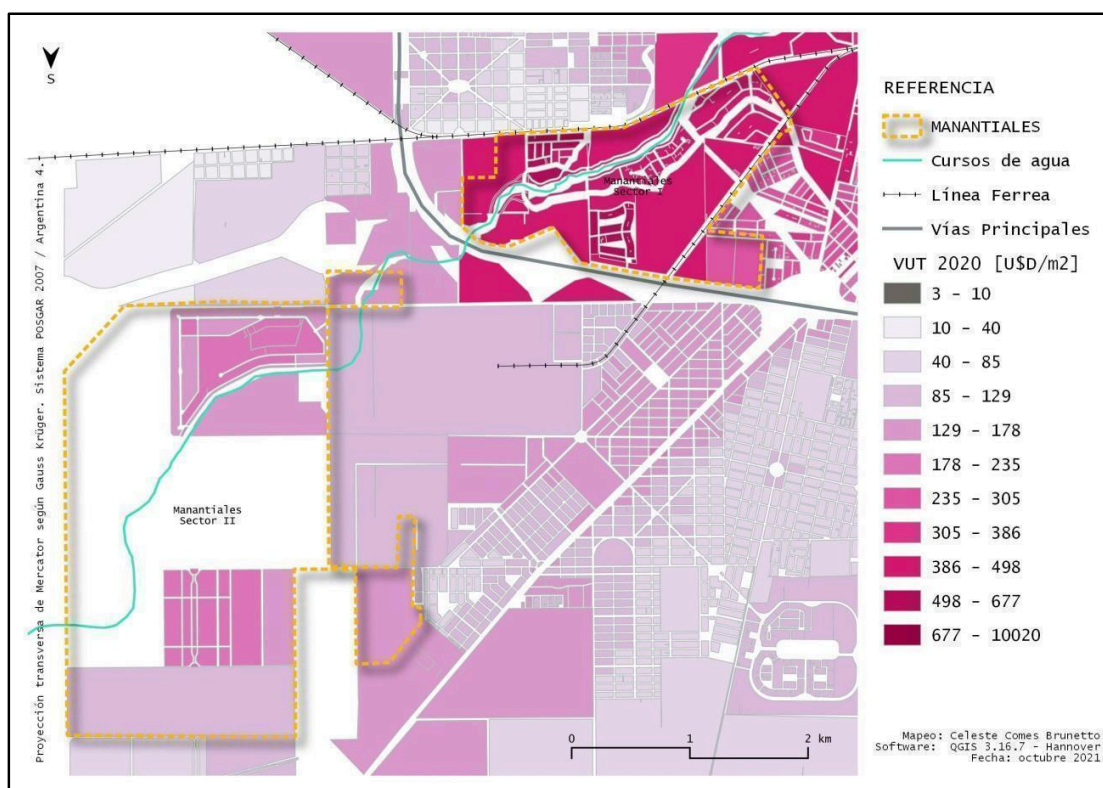 S
REFERENCIA
MANANTIALES
Cursos de agua
Línea Ferrea
Vías Principales
VUT 2020 [U$D/m2]
3 - 10
10 - 40
40 - 85
85 - 129
129 - 178
178 - 235
235 - 305
305 - 386
386 - 498
498 - 677
677 - 10020
Manantiales
Sector I
Manantiales
Sector II
0 1 2 km
Proyección transversa de Mercator según Gauss Krüger. Sistema POSGAR 2007 / Argentina 4.
Mapeo: Celeste Comes Brunetto
Software: QGIS 3.16.7 - Hannover
Fecha: octubre 2021